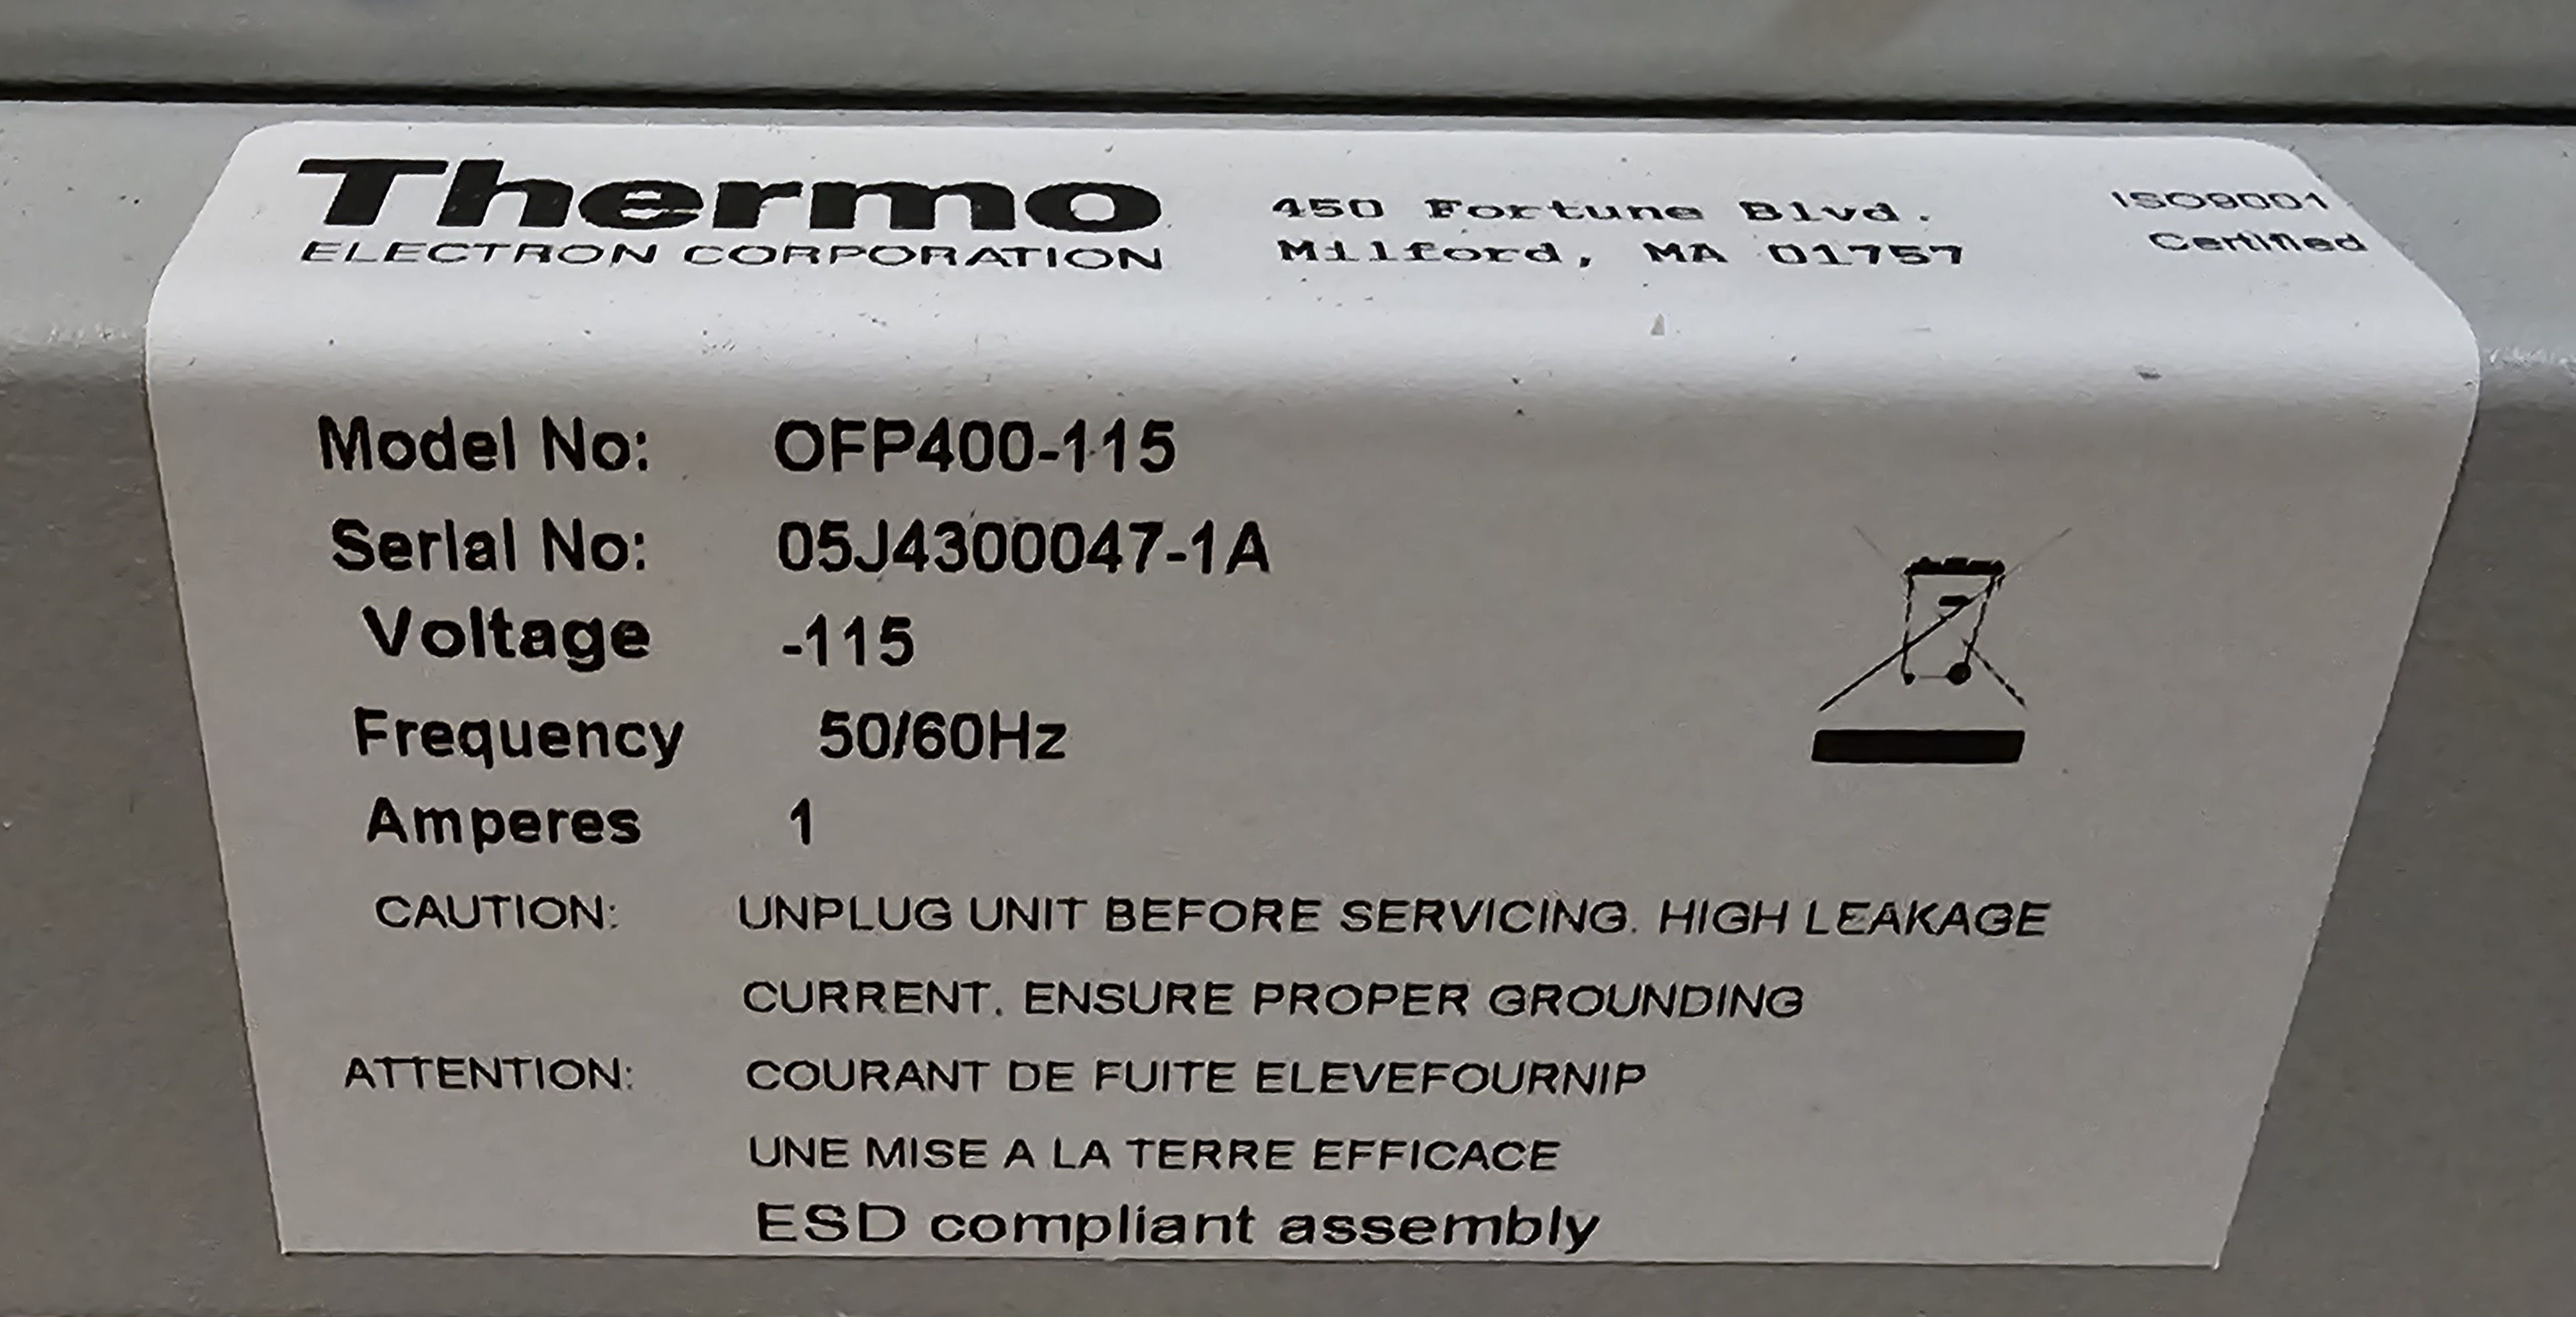 Thermo
ELECTRON CORPORATION
450 Fortune Blvd.
Milford, MA 01757
ISO9001
Certified
Model No: OFP400-115
Serial No: 05J4300047-1A
Voltage -115
Frequency 50/60Hz
Amperes 1
CAUTION: UNPLUG UNIT BEFORE SERVICING. HIGH LEAKAGE
CURRENT. ENSURE PROPER GROUNDING
ATTENTION: COURANT DE FUITE ELEVEFOURNIP
UNE MISE A LA TERRE EFFICACE
ESD compliant assembly